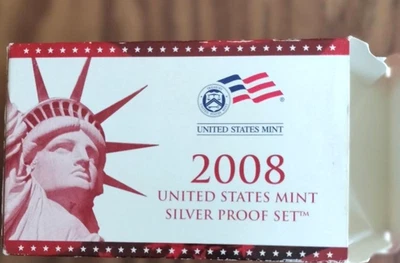 UNITED STATES MINT
2008
UNITED STATES MINT
SILVER PROOF SET™